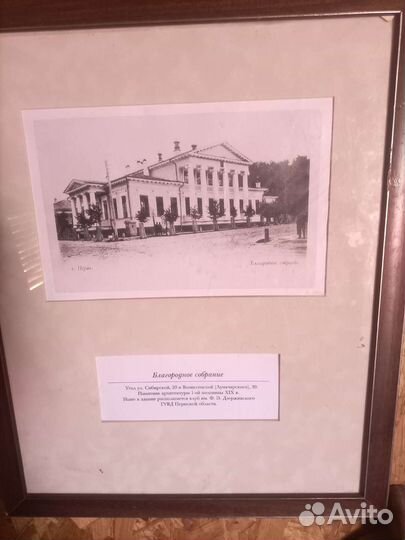 г. Пермь.
Благородное собраніе.
Благородное собрание
Угол ул. Сибирской, 20 и Вознесенской (Луначарского), 30.
Памятник архитектуры 1-ой половины XIX в.
Ныне в здании располагается клуб им. Ф. Э. Дзержинского
ГУВД Пермской области.
Avito